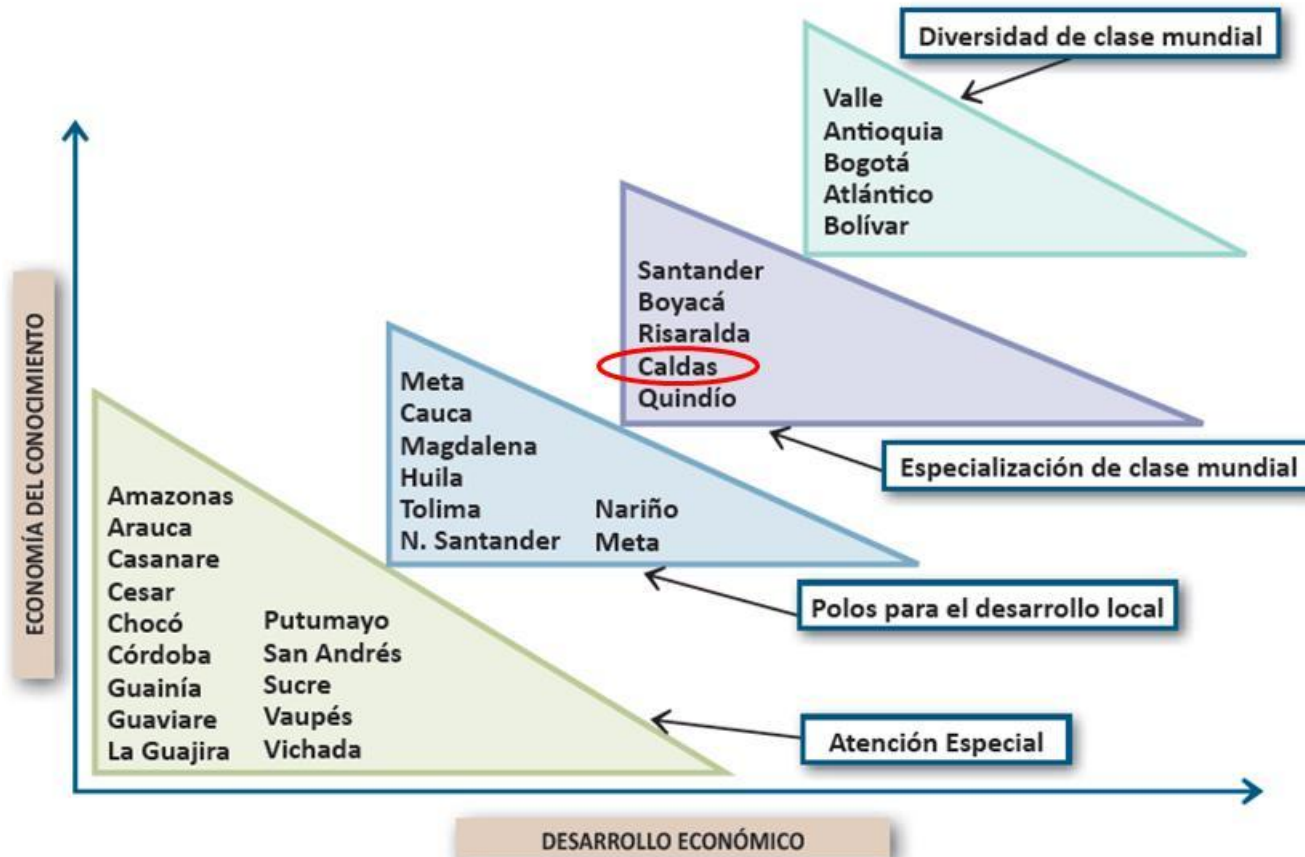 Diversidad de clase mundial
Valle
Antioquia
Bogotá
Atlántico
Bolívar
Santander
Boyacá
Risaralda
Caldas
Quindío
Especialización de clase mundial
Meta
Cauca
Magdalena
Huila
Tolima
N. Santander
Nariño
Meta
Polos para el desarrollo local
Amazonas
Arauca
Casanare
Cesar
Chocó
Córdoba
Guainía
Guaviare
La Guajira
Putumayo
San Andrés
Sucre
Vaupés
Vichada
Atención Especial
ECONOMÍA DEL CONOCIMIENTO
DESARROLLO ECONÓMICO